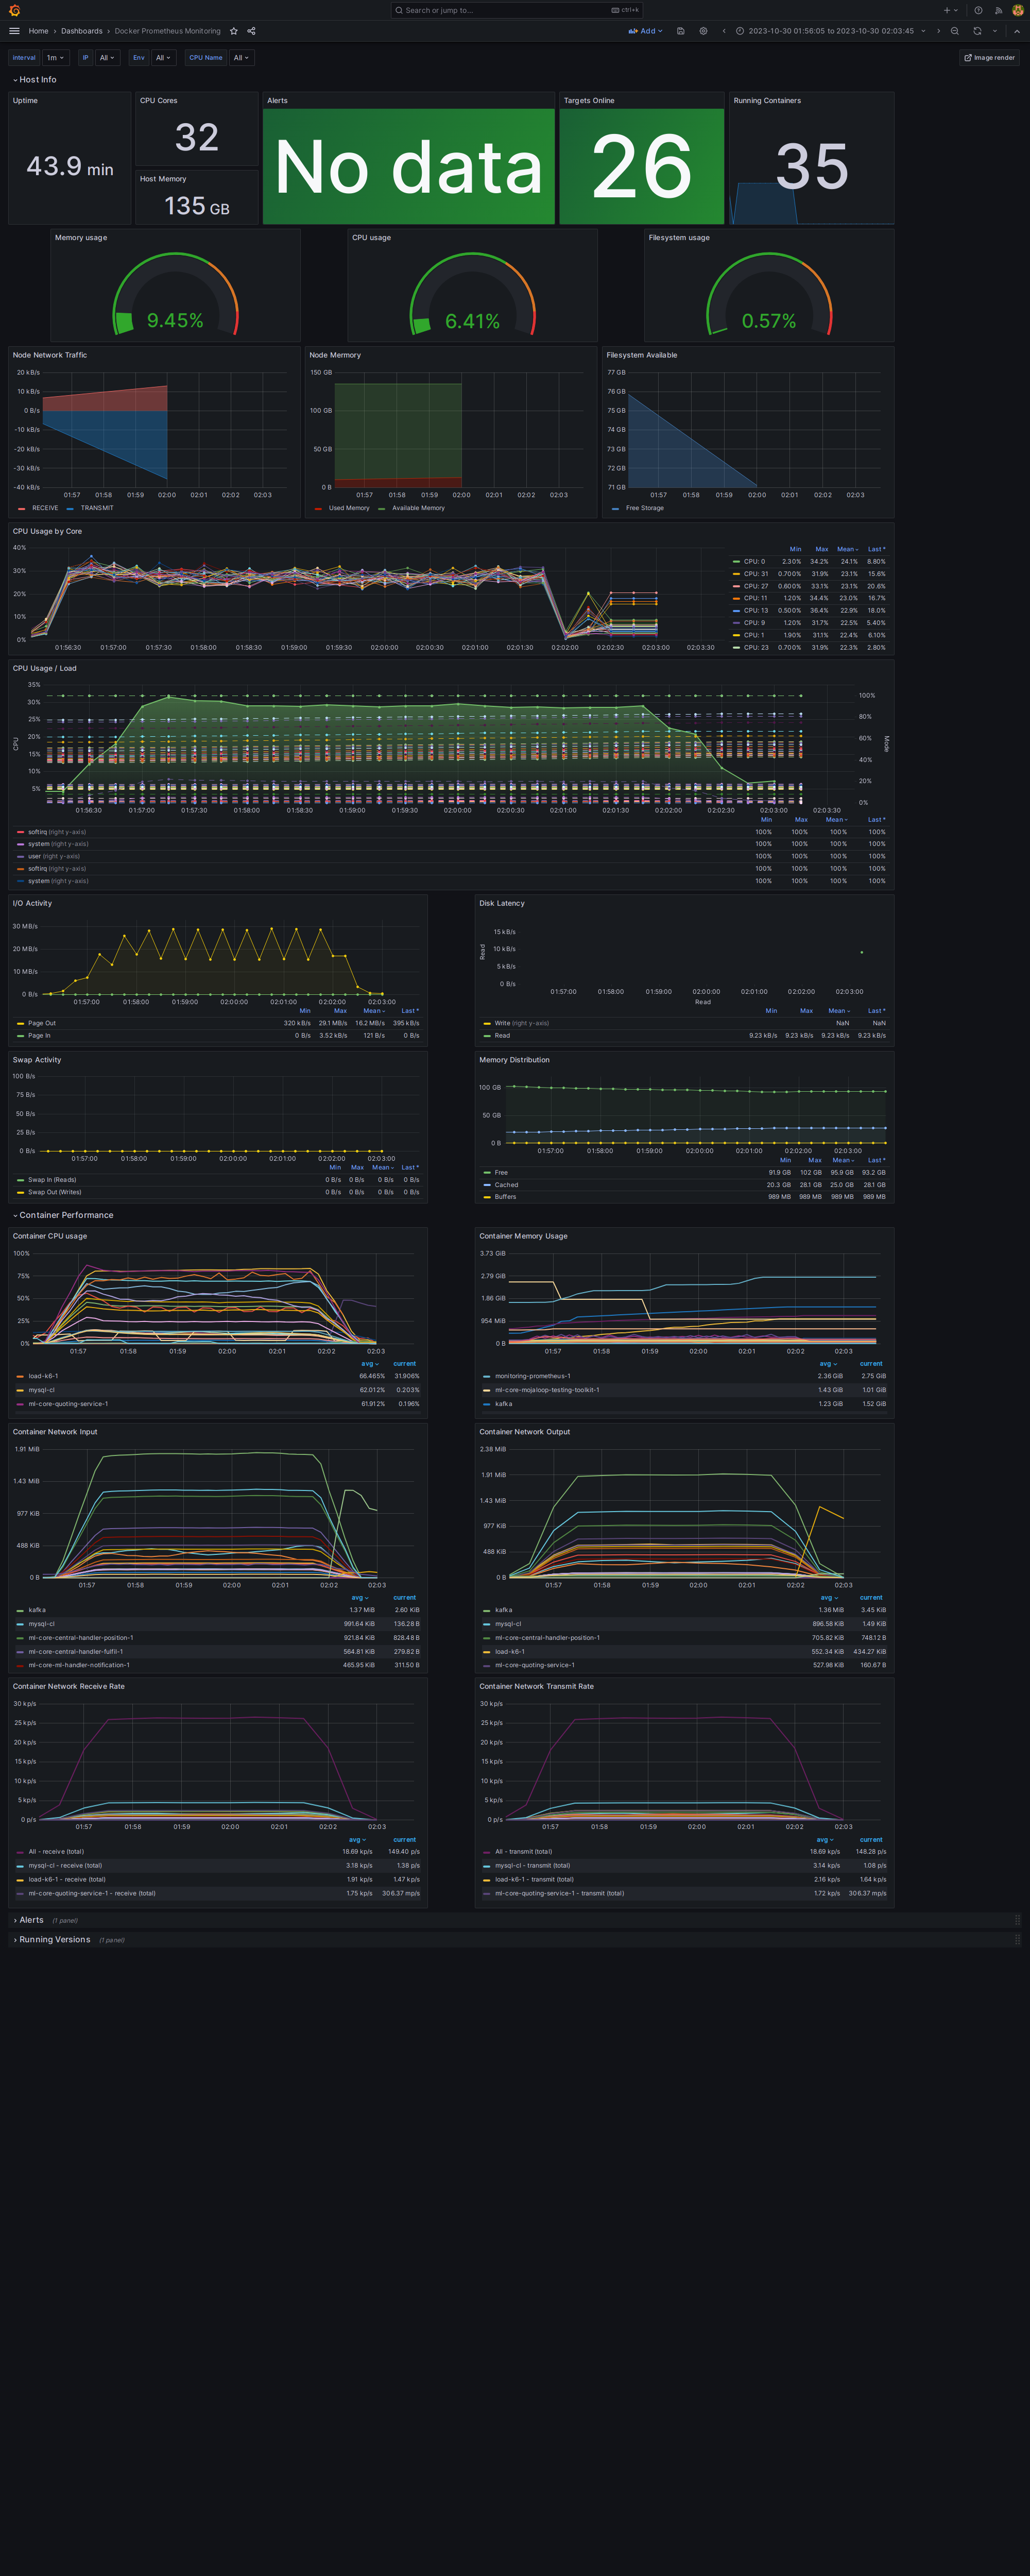 Search or jump to...
ctrl+k
Home › Dashboards › Docker Prometheus Monitoring
Add
2023-10-30 01:56:05 to 2023-10-30 02:03:45
Interval 1m IP All Env All CPU Name All
Image render
Host Info
Uptime
43.9 min
CPU Cores
32
Host Memory
135 GB
Alerts
No data
Targets Online
26
Running Containers
35
Memory usage
9.45%
CPU usage
6.41%
Filesystem usage
0.57%
Node Network Traffic
20 kB/s
10 kB/s
0 B/s
-10 kB/s
-20 kB/s
-30 kB/s
-40 kB/s
01:57 01:58 01:59 02:00 02:01 02:02 02:03
RECEIVE TRANSMIT
Node Mermory
150 GB
100 GB
50 GB
0 B
01:57 01:58 01:59 02:00 02:01 02:02 02:03
Used Memory Available Memory
Filesystem Available
77 GB
76 GB
75 GB
74 GB
73 GB
72 GB
71 GB
01:57 01:58 01:59 02:00 02:01 02:02 02:03
Free Storage
CPU Usage by Core
40%
30%
20%
10%
0%
01:56:30 01:57:00 01:57:30 01:58:00 01:58:30 01:59:00 01:59:30 02:00:00 02:00:30 02:01:00 02:01:30 02:02:00 02:02:30 02:03:00 02:03:30
Min Max Mean Last *
CPU: 0 2.30% 34.2% 24.1% 8.80%
CPU: 31 0.700% 31.9% 23.1% 15.6%
CPU: 27 0.600% 33.1% 23.1% 20.6%
CPU: 11 1.20% 34.4% 23.0% 16.7%
CPU: 13 0.500% 36.4% 22.9% 18.0%
CPU: 9 1.20% 31.7% 22.5% 5.40%
CPU: 1 1.90% 31.1% 22.4% 6.10%
CPU: 23 0.700% 31.9% 22.3% 2.80%
CPU Usage / Load
35%
30%
25%
20%
15%
10%
5%
CPU
100%
80%
60%
40%
20%
0%
Mode
01:56:30 01:57:00 01:57:30 01:58:00 01:58:30 01:59:00 01:59:30 02:00:00 02:00:30 02:01:00 02:01:30 02:02:00 02:02:30 02:03:00 02:03:30
Min Max Mean Last *
softirq (right y-axis) 100% 100% 100% 100%
system (right y-axis) 100% 100% 100% 100%
user (right y-axis) 100% 100% 100% 100%
softirq (right y-axis) 100% 100% 100% 100%
system (right y-axis) 100% 100% 100% 100%
I/O Activity
30 MB/s
20 MB/s
10 MB/s
0 B/s
01:57:00 01:58:00 01:59:00 02:00:00 02:01:00 02:02:00 02:03:00
Min Max Mean Last *
Page Out 320 kB/s 29.1 MB/s 16.2 MB/s 395 kB/s
Page In 0 B/s 3.52 kB/s 121 B/s 0 B/s
Disk Latency
15 kB/s
10 kB/s
5 kB/s
0 B/s
Read
01:57:00 01:58:00 01:59:00 02:00:00 02:01:00 02:02:00 02:03:00
Read
Min Max Mean Last *
Write (right y-axis) NaN NaN
Read 9.23 kB/s 9.23 kB/s 9.23 kB/s 9.23 kB/s
Swap Activity
100 B/s
75 B/s
50 B/s
25 B/s
0 B/s
01:57:00 01:58:00 01:59:00 02:00:00 02:01:00 02:02:00 02:03:00
Min Max Mean Last *
Swap In (Reads) 0 B/s 0 B/s 0 B/s 0 B/s
Swap Out (Writes) 0 B/s 0 B/s 0 B/s 0 B/s
Memory Distribution
100 GB
50 GB
0 B
01:57:00 01:58:00 01:59:00 02:00:00 02:01:00 02:02:00 02:03:00
Min Max Mean Last *
Free 91.9 GB 102 GB 95.9 GB 93.2 GB
Cached 20.3 GB 28.1 GB 25.0 GB 28.1 GB
Buffers 989 MB 989 MB 989 MB 989 MB
Container Performance
Container CPU usage
100%
75%
50%
25%
0%
01:57 01:58 01:59 02:00 02:01 02:02 02:03
avg current
load-k6-1 66.465% 31.906%
mysql-cl 62.012% 0.203%
ml-core-quoting-service-1 61.912% 0.196%
Container Memory Usage
3.73 GiB
2.79 GiB
1.86 GiB
954 MiB
0 B
01:57 01:58 01:59 02:00 02:01 02:02 02:03
avg current
monitoring-prometheus-1 2.36 GiB 2.75 GiB
ml-core-mojaloop-testing-toolkit-1 1.43 GiB 1.01 GiB
kafka 1.23 GiB 1.52 GiB
Container Network Input
1.91 MiB
1.43 MiB
977 KiB
488 KiB
0 B
01:57 01:58 01:59 02:00 02:01 02:02 02:03
avg current
kafka 1.37 MiB 2.60 KiB
mysql-cl 991.64 KiB 136.28 B
ml-core-central-handler-position-1 921.84 KiB 828.48 B
ml-core-central-handler-fulfil-1 564.81 KiB 279.82 B
ml-core-ml-handler-notification-1 465.95 KiB 311.50 B
Container Network Output
2.38 MiB
1.91 MiB
1.43 MiB
977 KiB
488 KiB
0 B
01:57 01:58 01:59 02:00 02:01 02:02 02:03
avg current
kafka 1.36 MiB 3.45 KiB
mysql-cl 896.58 KiB 1.49 KiB
ml-core-central-handler-position-1 705.82 KiB 748.12 B
load-k6-1 552.34 KiB 434.27 KiB
ml-core-quoting-service-1 527.98 KiB 160.67 B
Container Network Receive Rate
30 kp/s
25 kp/s
20 kp/s
15 kp/s
10 kp/s
5 kp/s
0 p/s
01:57 01:58 01:59 02:00 02:01 02:02 02:03
avg current
All - receive (total) 18.69 kp/s 149.40 p/s
mysql-cl - receive (total) 3.18 kp/s 1.38 p/s
load-k6-1 - receive (total) 1.91 kp/s 1.47 kp/s
ml-core-quoting-service-1 - receive (total) 1.75 kp/s 306.37 mp/s
Container Network Transmit Rate
30 kp/s
25 kp/s
20 kp/s
15 kp/s
10 kp/s
5 kp/s
0 p/s
01:57 01:58 01:59 02:00 02:01 02:02 02:03
avg current
All - transmit (total) 18.69 kp/s 148.28 p/s
mysql-cl - transmit (total) 3.14 kp/s 1.08 p/s
load-k6-1 - transmit (total) 2.16 kp/s 1.64 kp/s
ml-core-quoting-service-1 - transmit (total) 1.72 kp/s 306.37 mp/s
Alerts (1 panel)
Running Versions (1 panel)